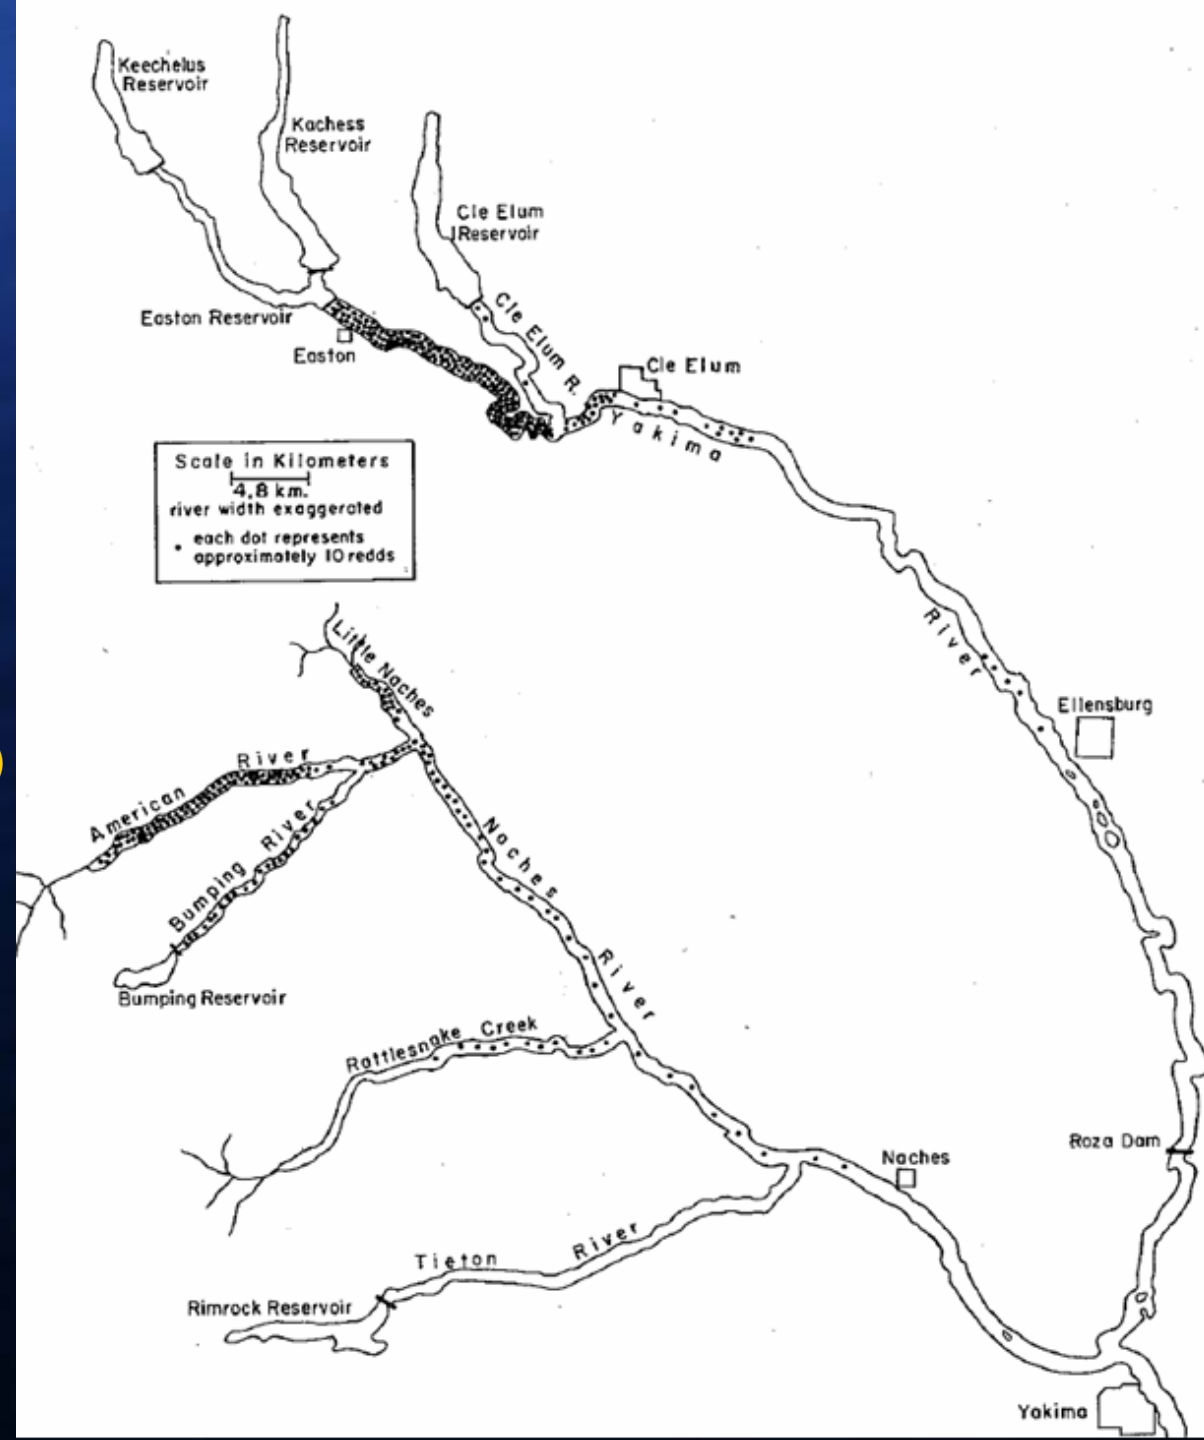 Keechelus
Reservoir
Kachess
Reservoir
Cle Elum
Reservoir
Easton Reservoir
Easton
Cle Elum R.
Cle Elum
Yakima
River
Scale in Kilometers
4.8 km.
river width exaggerated
each dot represents
approximately 10 redds
Little Naches
Ellensburg
American River
Bumping River
Naches River
Bumping Reservoir
Rattlesnake Creek
Roza Dam
Naches
Tieton River
Rimrock Reservoir
Yakima